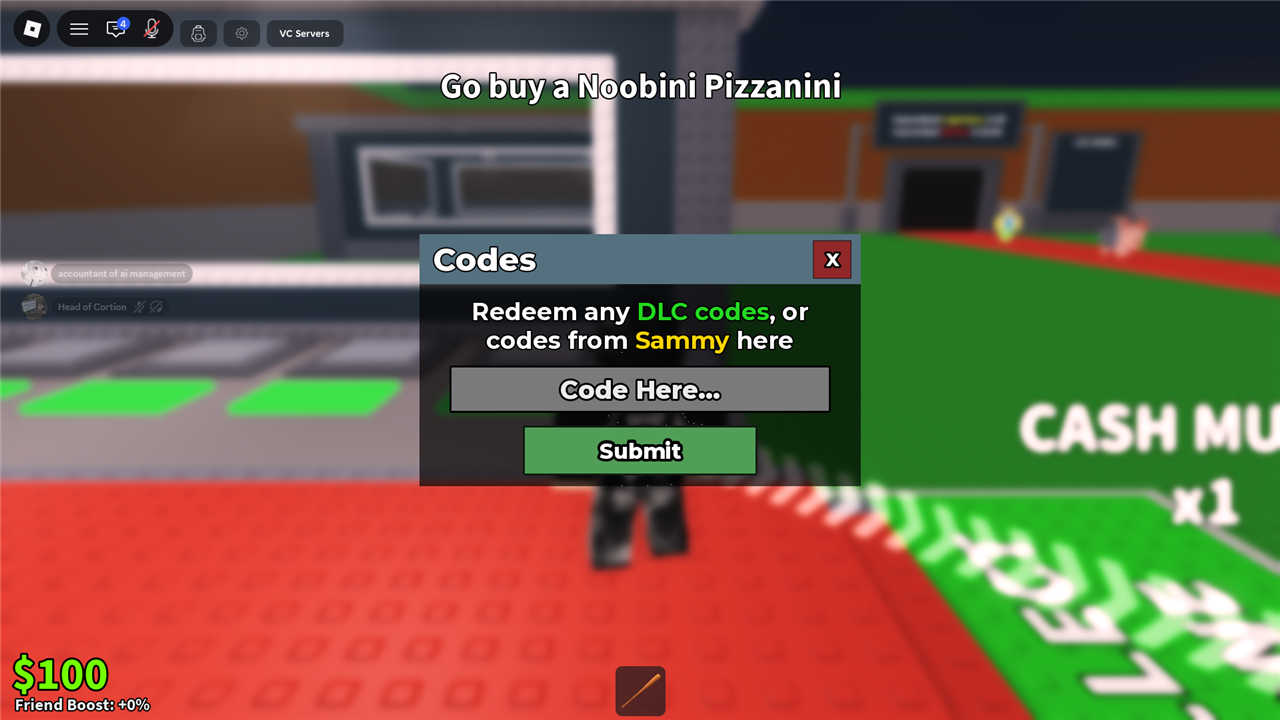 4
VC Servers
Go buy a Noobini Pizzanini
accountant of ai management
Head of Cortion
Codes
X
Redeem any DLC codes, or
codes from Sammy here
Code Here...
Submit
CASH MU
x1
$100
Friend Boost: +0%